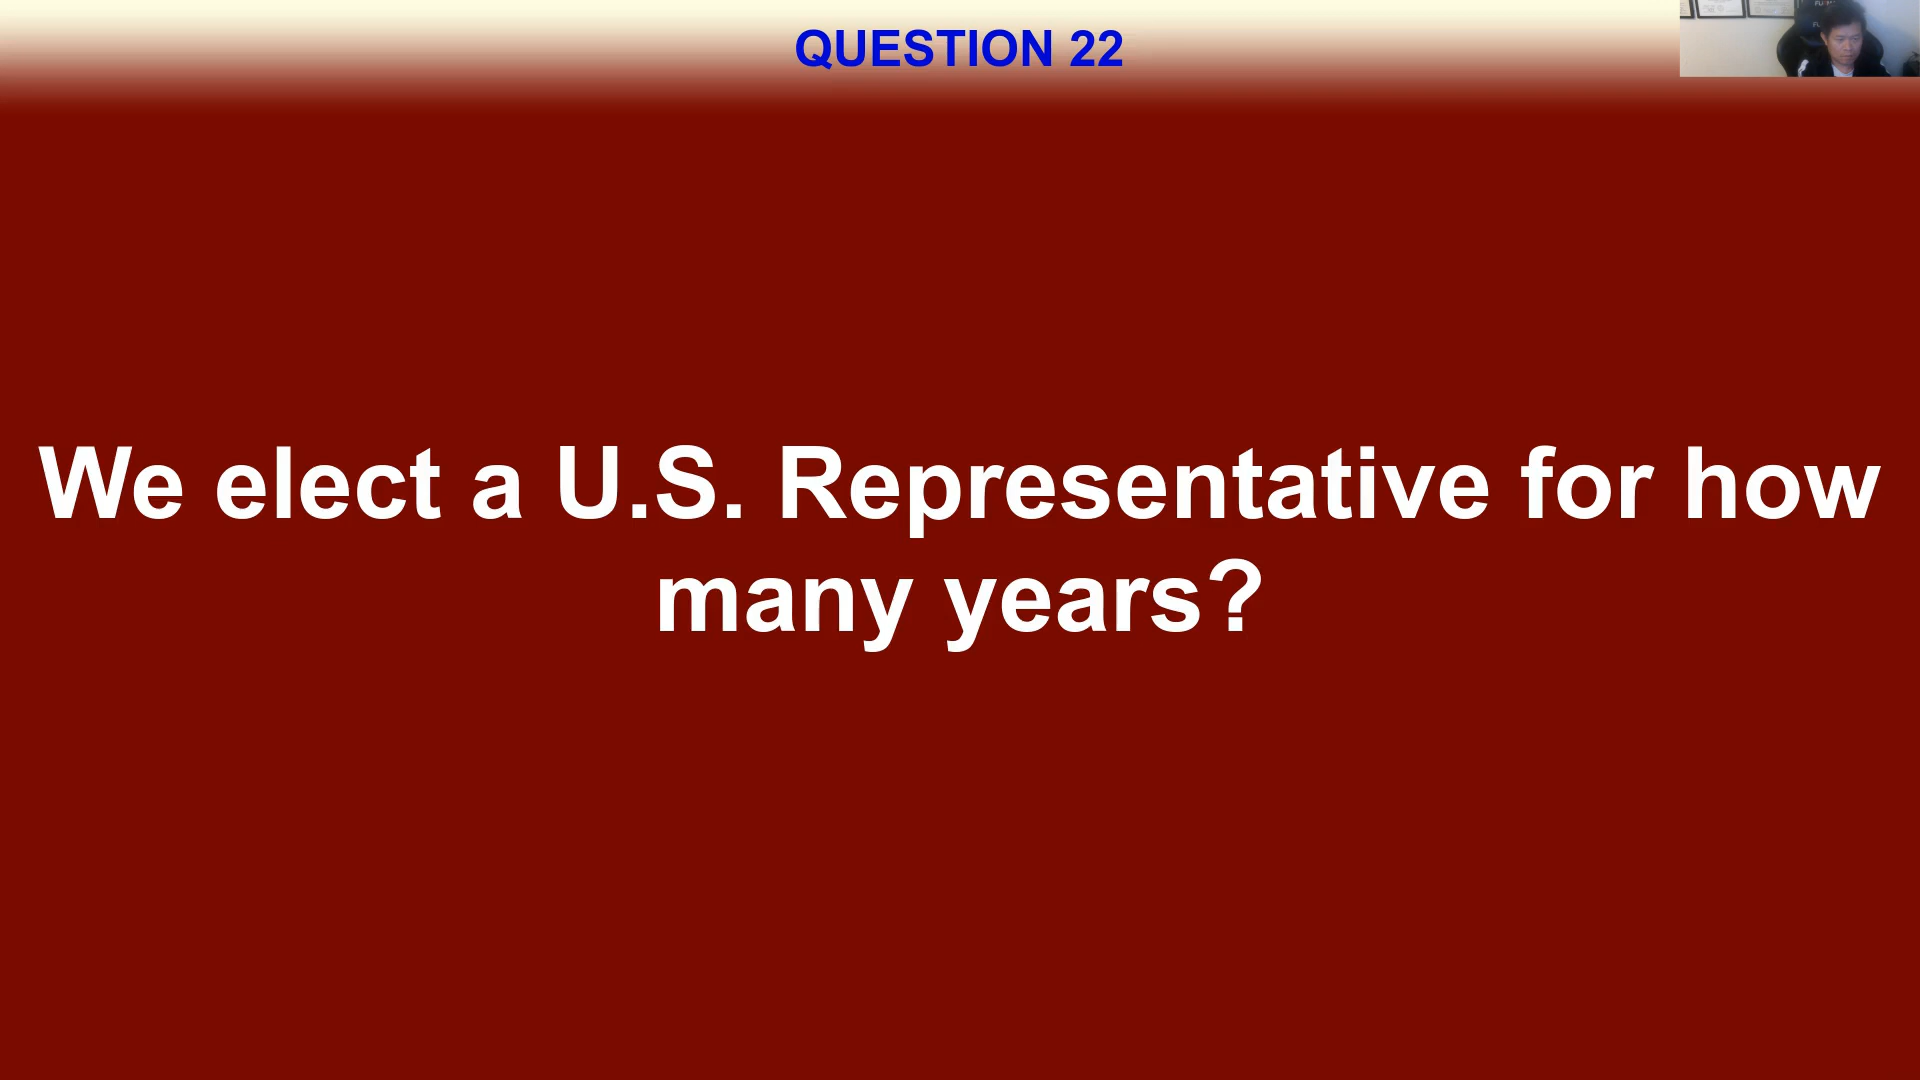 QUESTION 22
We elect a U.S. Representative for how
many years?